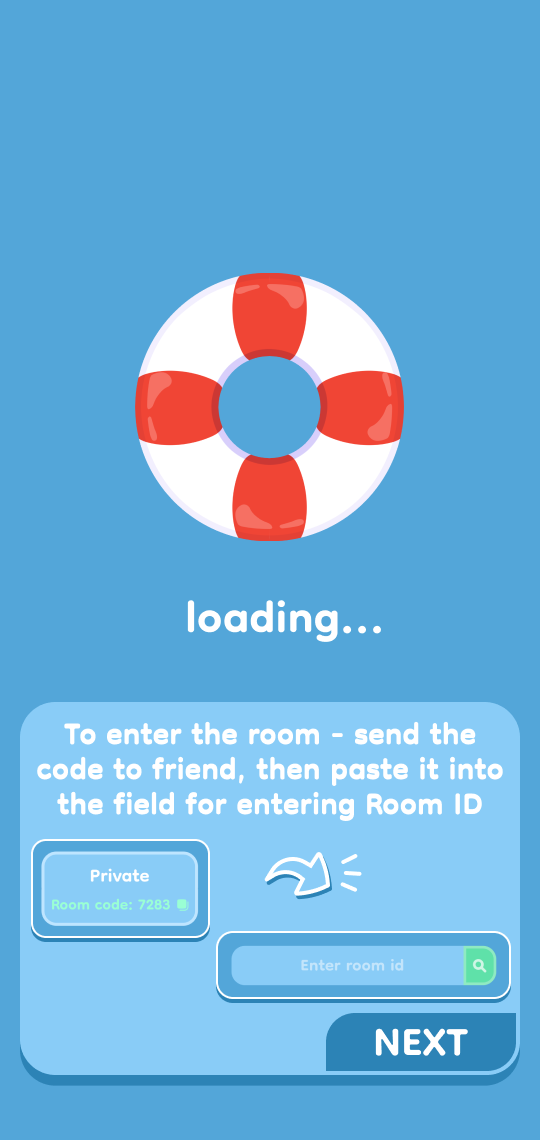 loading...
To enter the room - send the
code to friend, then paste it into
the field for entering Room ID
Private
Room code: 7283
Enter room id
NEXT